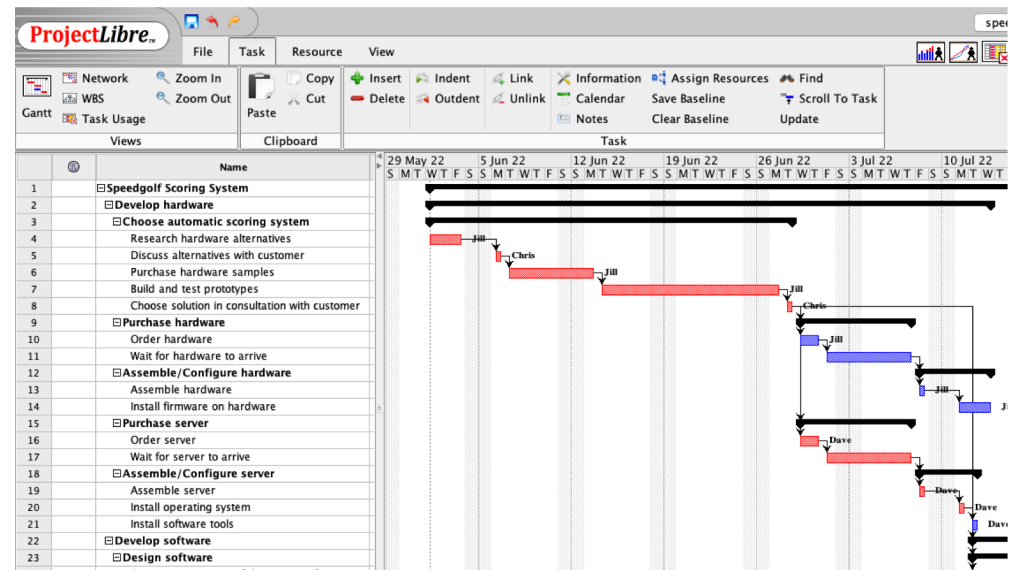 ProjectLibre™
spee
File Task Resource View
Network Zoom In Copy Insert Indent Link Information Assign Resources Find
WBS Zoom Out Cut Delete Outdent Unlink Calendar Save Baseline Scroll To Task
Gantt Task Usage Paste Notes Clear Baseline Update
Views Clipboard Task
Name 29 May 22 5 Jun 22 12 Jun 22 19 Jun 22 26 Jun 22 3 Jul 22 10 Jul 22
S M T W T F S S M T W T F S S M T W T F S S M T W T F S S M T W T F S S M T W T F S S M T W T
1 Speedgolf Scoring System
2 Develop hardware
3 Choose automatic scoring system
4 Research hardware alternatives Jill
5 Discuss alternatives with customer Chris
6 Purchase hardware samples Jill
7 Build and test prototypes Jill
8 Choose solution in consultation with customer Chris
9 Purchase hardware
10 Order hardware Jill
11 Wait for hardware to arrive
12 Assemble/Configure hardware
13 Assemble hardware Jill
14 Install firmware on hardware Ji
15 Purchase server
16 Order server Dave
17 Wait for server to arrive
18 Assemble/Configure server
19 Assemble server Dave
20 Install operating system Dave
21 Install software tools Dav
22 Develop software
23 Design software